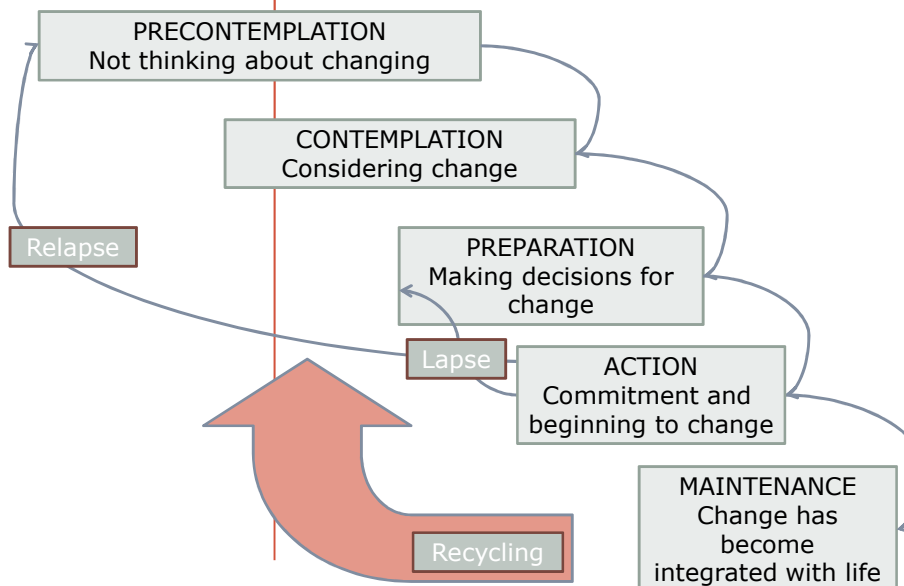 PRECONTEMPLATION
Not thinking about changing
CONTEMPLATION
Considering change
Relapse
PREPARATION
Making decisions for
change
Lapse
ACTION
Commitment and
beginning to change
MAINTENANCE
Change has
become
integrated with life
Recycling